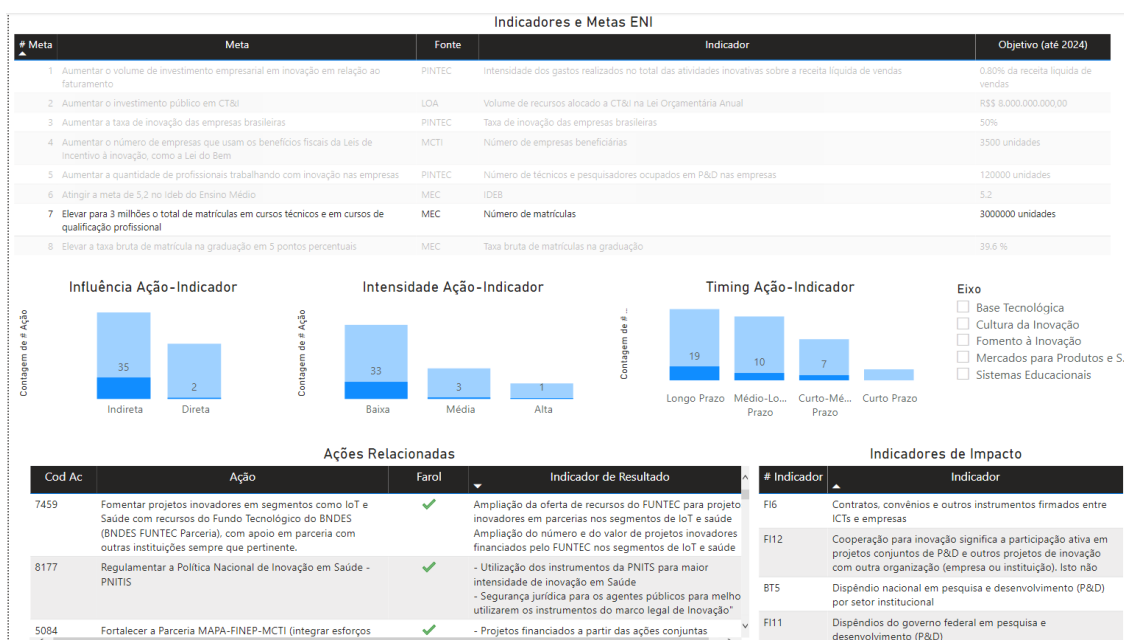 Indicadores e Metas ENI
# Meta Meta Fonte Indicador Objetivo (até 2024)
1 Aumentar o volume de investimento empresarial em inovação em relação ao PINTEC Intensidade dos gastos realizados no total das atividades inovativas sobre a receita líquida de vendas 0.80% da receita líquida de
faturamento vendas
2 Aumentar o investimento público em CT&I LOA Volume de recursos alocado a CT&I na Lei Orçamentária Anual R$$ 8.000.000.000,00
3 Aumentar a taxa de inovação das empresas brasileiras PINTEC Taxa de inovação das empresas brasileiras 50%
4 Aumentar o número de empresas que usam os benefícios fiscais da Leis de MCTI Número de empresas beneficiárias 3500 unidades
Incentivo à inovação, como a Lei do Bem
5 Aumentar a quantidade de profissionais trabalhando com inovação nas empresas PINTEC Número de técnicos e pesquisadores ocupados em P&D nas empresas 120000 unidades
6 Atingir a meta de 5,2 no Ideb do Ensino Médio MEC IDEB 5.2
7 Elevar para 3 milhões o total de matrículas em cursos técnicos e em cursos de MEC Número de matrículas 3000000 unidades
qualificação profissional
8 Elevar a taxa bruta de matrícula na graduação em 5 pontos percentuais MEC Taxa bruta de matrículas na graduação 39.6 %
Influência Ação-Indicador
Contagem de # Ação
35 2
Indireta Direta
Intensidade Ação-Indicador
Contagem de # Ação
33 3 1
Baixa Média Alta
Timing Ação-Indicador
Contagem de # ...
19 10 7
Longo Prazo Médio-Lo... Curto-Mé... Curto Prazo
Prazo Prazo
Eixo
Base Tecnológica
Cultura da Inovação
Fomento à Inovação
Mercados para Produtos e S.
Sistemas Educacionais
Ações Relacionadas
Cod Ac Ação Farol Indicador de Resultado
7459 Fomentar projetos inovadores em segmentos como IoT e Ampliação da oferta de recursos do FUNTEC para projeto
Saúde com recursos do Fundo Tecnológico do BNDES inovadores em parcerias nos segmentos de IoT e saúde
(BNDES FUNTEC Parceria), com apoio em parceria com Ampliação do número e do valor de projetos inovadores
outras instituições sempre que pertinente. financiados pelo FUNTEC nos segmentos de IoT e saúde
8177 Regulamentar a Política Nacional de Inovação em Saúde - - Utilização dos instrumentos da PNITS para maior
PNITIS intensidade de inovação em Saúde
- Segurança jurídica para os agentes públicos para melho
utilizarem os instrumentos do marco legal de Inovação"
5084 Fortalecer a Parceria MAPA-FINEP-MCTI (integrar esforços - Projetos financiados a partir das ações conjuntas
Indicadores de Impacto
# Indicador Indicador
FI6 Contratos, convênios e outros instrumentos firmados entre
ICTs e empresas
FI12 Cooperação para inovação significa a participação ativa em
projetos conjuntos de P&D e outros projetos de inovação
com outra organização (empresa ou instituição). Isto não
BT5 Dispêndio nacional em pesquisa e desenvolvimento (P&D)
por setor institucional
FI11 Dispêndios do governo federal em pesquisa e
desenvolvimento (P&D)